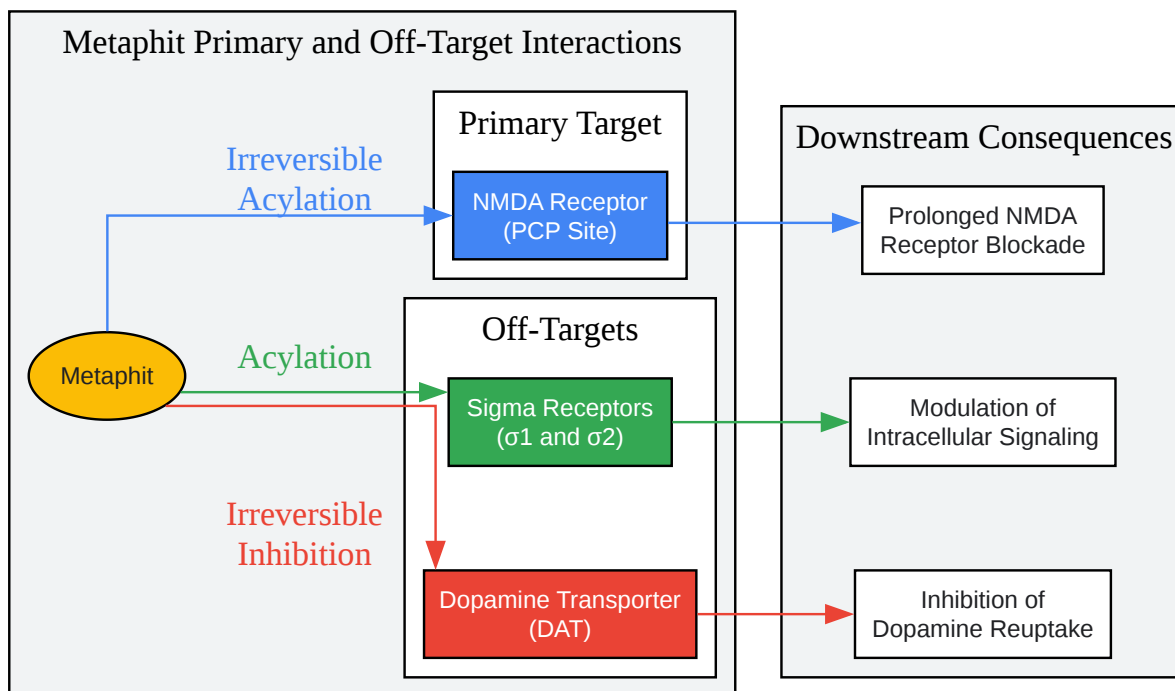 Metaphit Primary and Off-Target Interactions
Primary Target
Downstream Consequences
Irreversible
Acylation
NMDA Receptor
(PCP Site)
Prolonged NMDA
Receptor Blockade
Off-Targets
Metaphit
Acylation
Sigma Receptors
(σ1 and σ2)
Modulation of
Intracellular Signaling
Irreversible
Inhibition
Dopamine Transporter
(DAT)
Inhibition of
Dopamine Reuptake